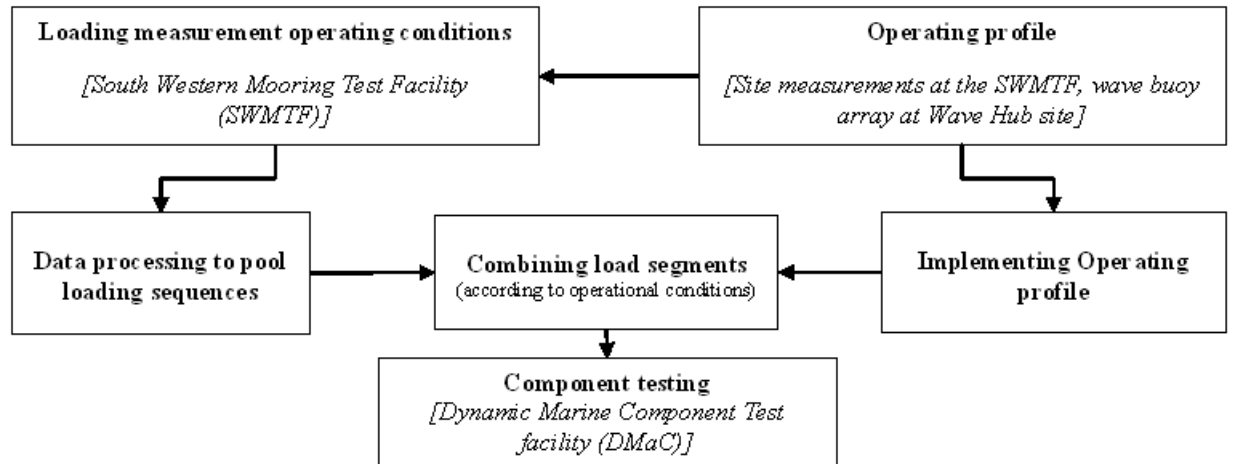 Loading measurement operating conditions
[South Western Mooring Test Facility
(SWMTF)]
Operating profile
[Site measurements at the SWMTF, wave buoy
array at Wave Hub site]
Data processing to pool
loading sequences
Combining load segments
(according to operational conditions)
Implementing Operating
profile
Component testing
[Dynamic Marine Component Test
facility (DMaC)]